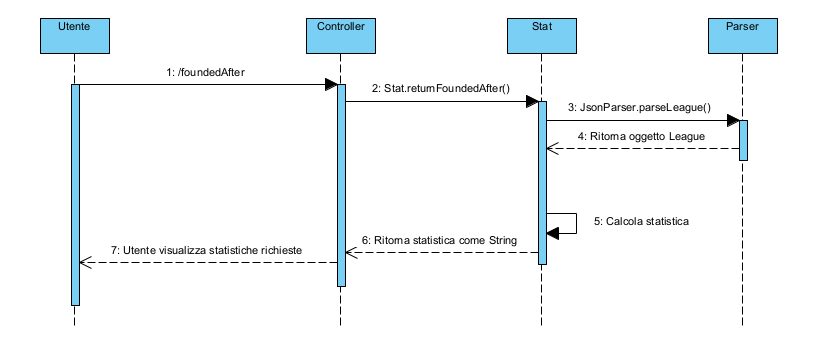 Utente
Controller
Stat
Parser
1: /foundedAfter
2: Stat.returnFoundedAfter()
3: JsonParser.parseLeague()
4: Ritorna oggetto League
5: Calcola statistica
6: Ritorna statistica come String
7: Utente visualizza statistiche richieste